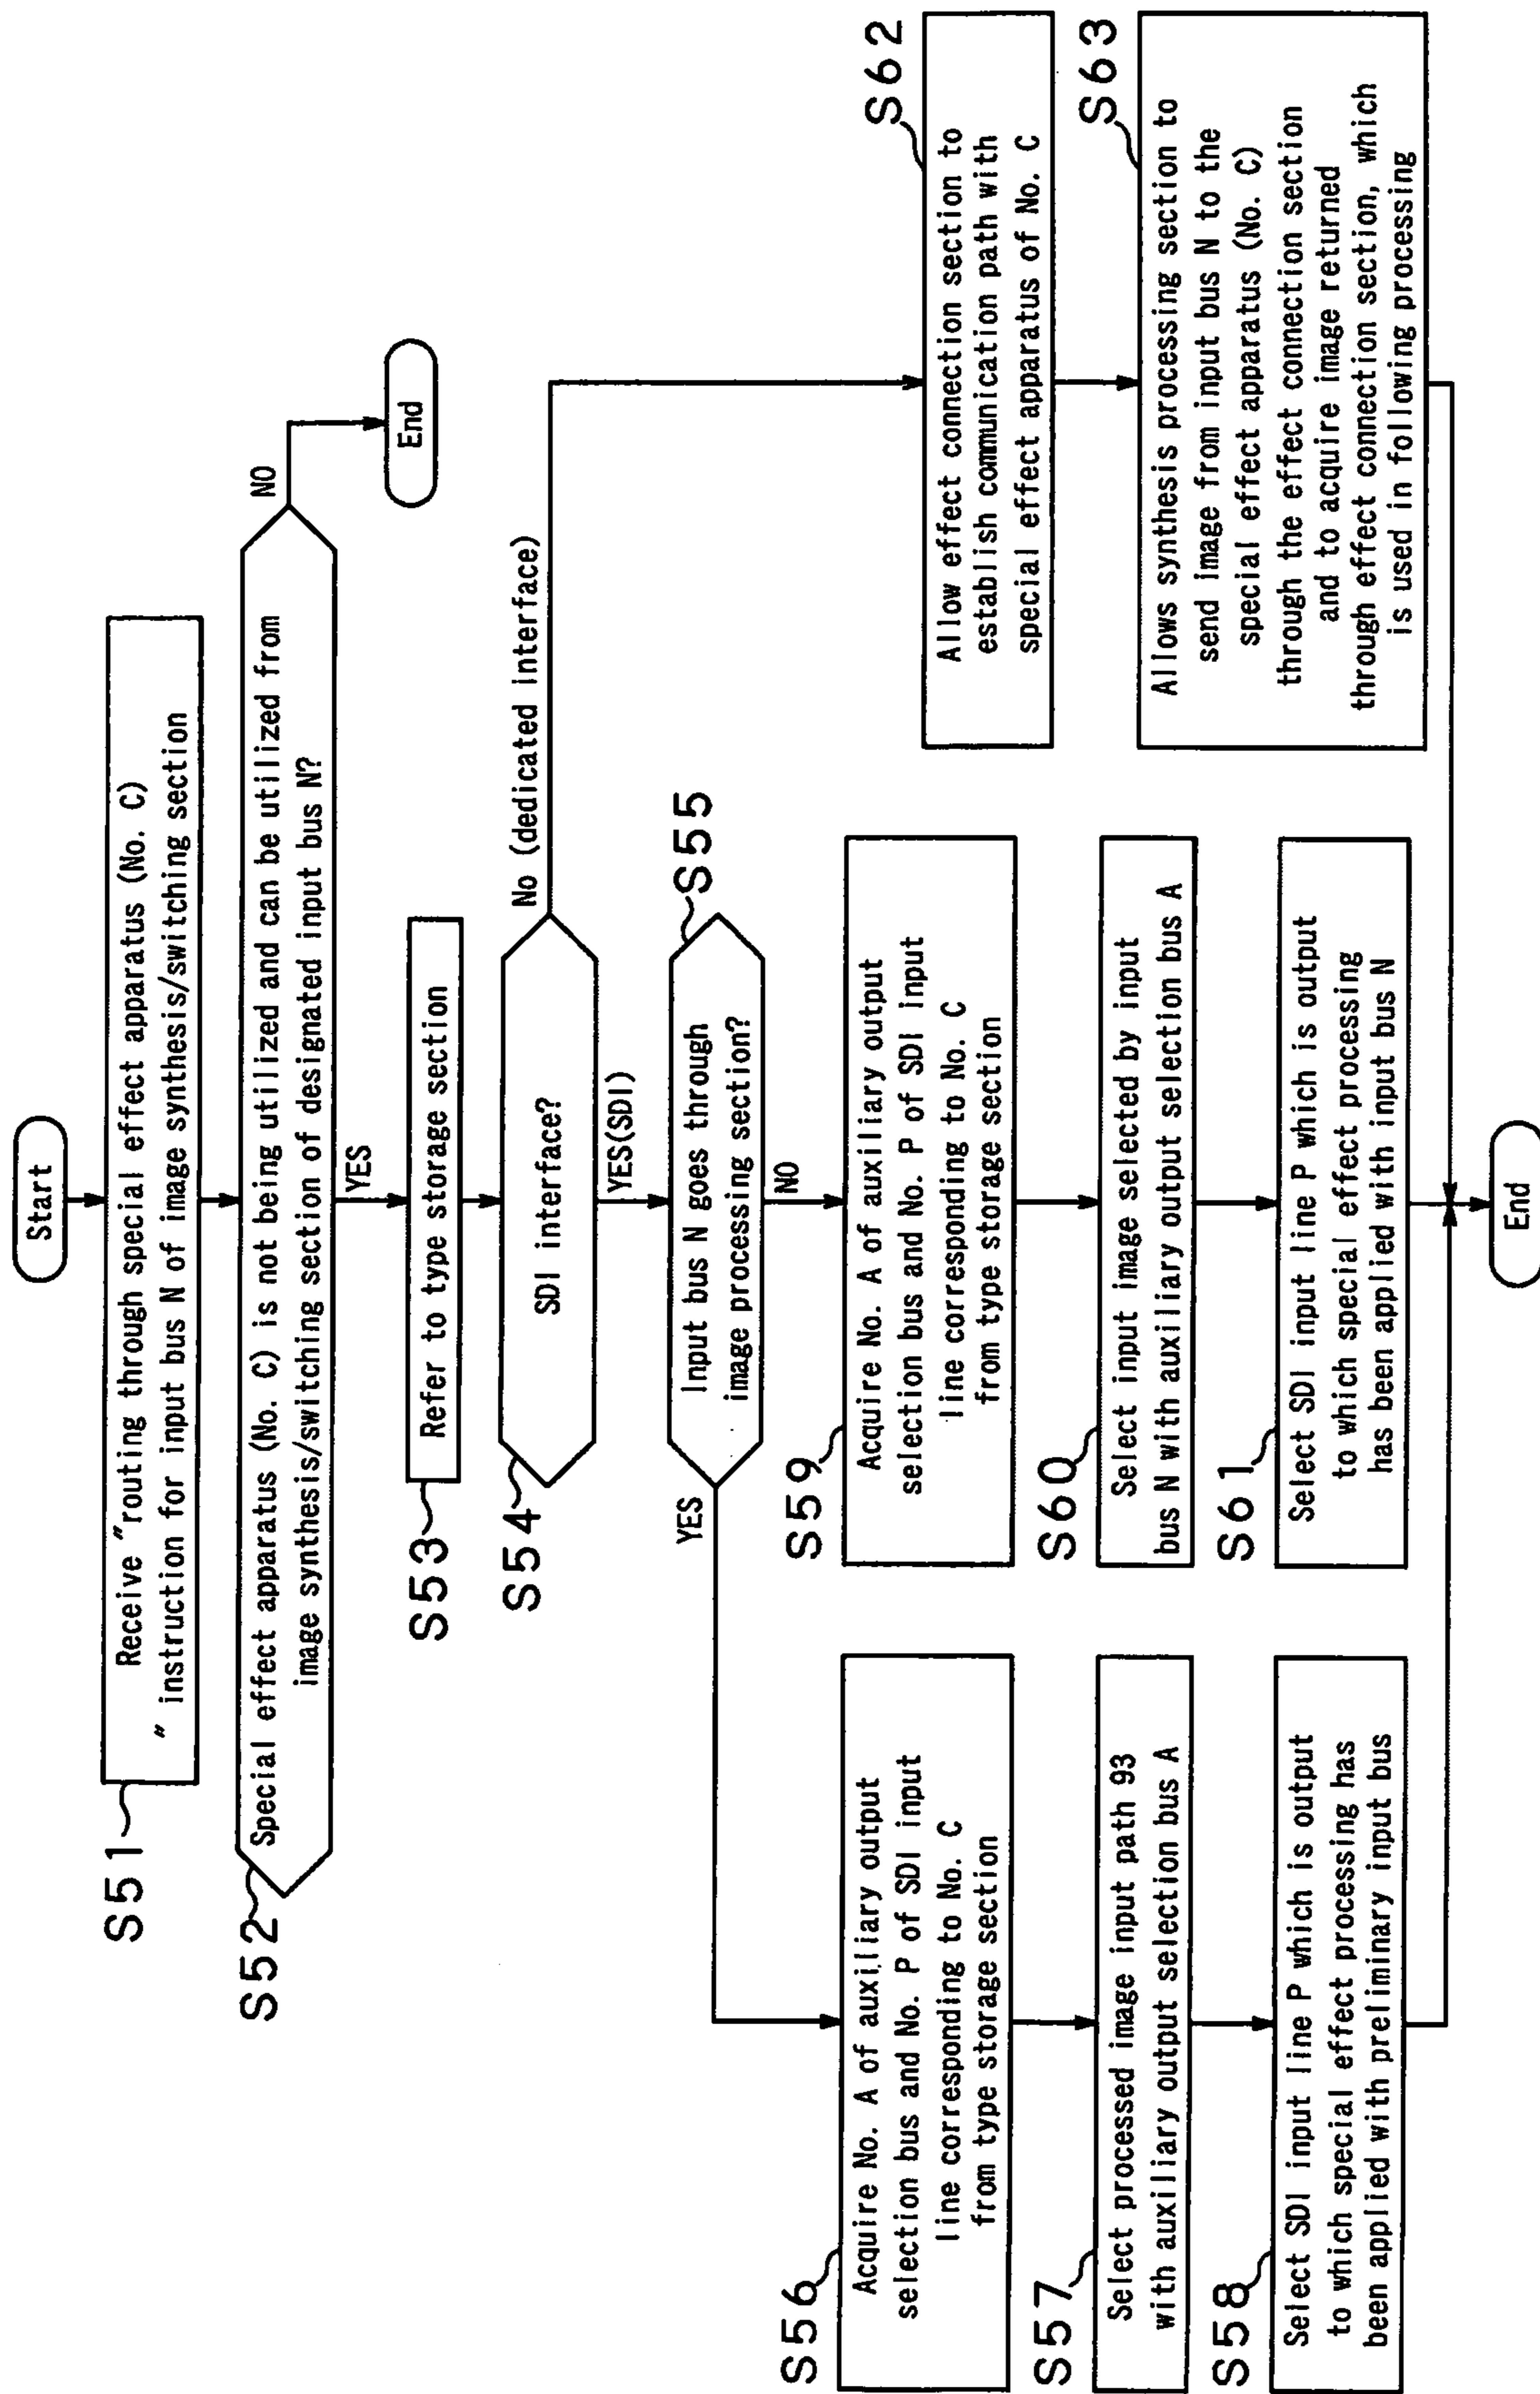 Start
S51
Receive "routing through special effect apparatus (No. C)
" instruction for input bus N of image synthesis/switching section
S52
Special effect apparatus (No. C) is not being utilized and can be utilized from
image synthesis/switching section of designated input bus N?
NO
End
YES
S53
Refer to type storage section
S54
SDI interface?
No (dedicated interface)
YES(SDI)
S55
Input bus N goes through
image processing section?
YES
NO
S56
Acquire No. A of auxiliary output
selection bus and No. P of SDI input
line corresponding to No. C
from type storage section
S57
Select processed image input path 93
with auxiliary output selection bus A
S58
Select SDI input line P which is output
to which special effect processing has
been applied with preliminary input bus
S59
Acquire No. A of auxiliary output
selection bus and No. P of SDI input
line corresponding to No. C
from type storage section
S60
Select input image selected by input
bus N with auxiliary output selection bus A
S61
Select SDI input line P which is output
to which special effect processing
has been applied with input bus N
S62
Allow effect connection section to
establish communication path with
special effect apparatus of No. C
S63
Allows synthesis processing section to
send image from input bus N to the
special effect apparatus (No. C)
through the effect connection section
and to acquire image returned
through effect connection section, which
is used in following processing
End